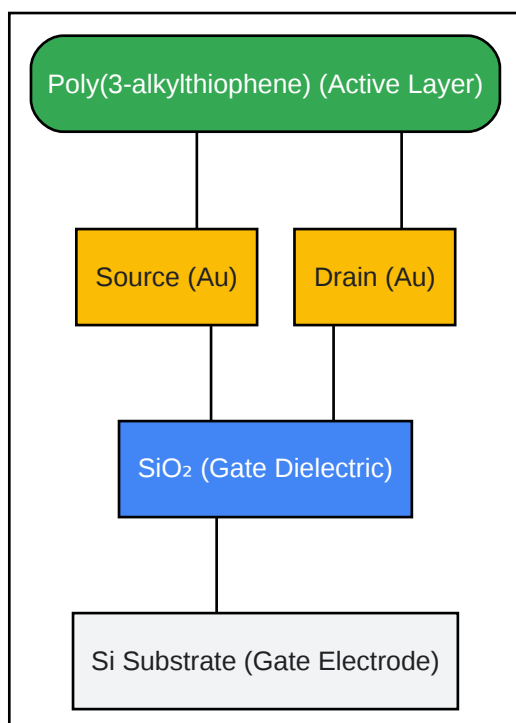 Poly(3-alkylthiophene) (Active Layer)
Source (Au)
Drain (Au)
SiO₂ (Gate Dielectric)
Si Substrate (Gate Electrode)